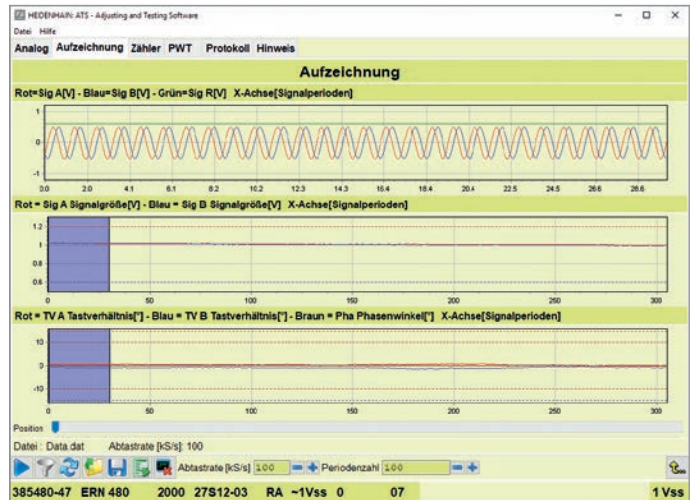 HEIDENHAIN: ATS - Adjusting and Testing Software
Datei Hilfe
Analog Aufzeichnung Zähler PWT Protokoll Hinweis
Aufzeichnung
Rot=Sig A[V] - Blau=Sig B[V] - Grün=Sig R[V] X-Achse[Signalperioden]
1
0
-1
0.0 2.0 4.1 6.1 8.2 10.2 12.3 14.3 16.4 18.4 20.4 22.5 24.5 26.6 28.6
Rot = Sig A Signalgröße[V] - Blau = Sig B Signalgröße[V] X-Achse[Signalperioden]
1.2
1
0.8
0.6
0 50 100 150 200 250 300
Rot = TV A Tastverhältnis[°] - Blau = TV B Tastverhältnis[°] - Braun = Pha Phasenwinkel[°] X-Achse[Signalperioden]
10
0
-10
0 50 100 150 200 250 300
Position
Datei : Data.dat Abtastrate [kS/s]: 100
Abtastrate [kS/s] 100 Periodenzahl 100
385480-47 ERN 480 2000 27S12-03 RA ~1Vss 0 07 1 Vss